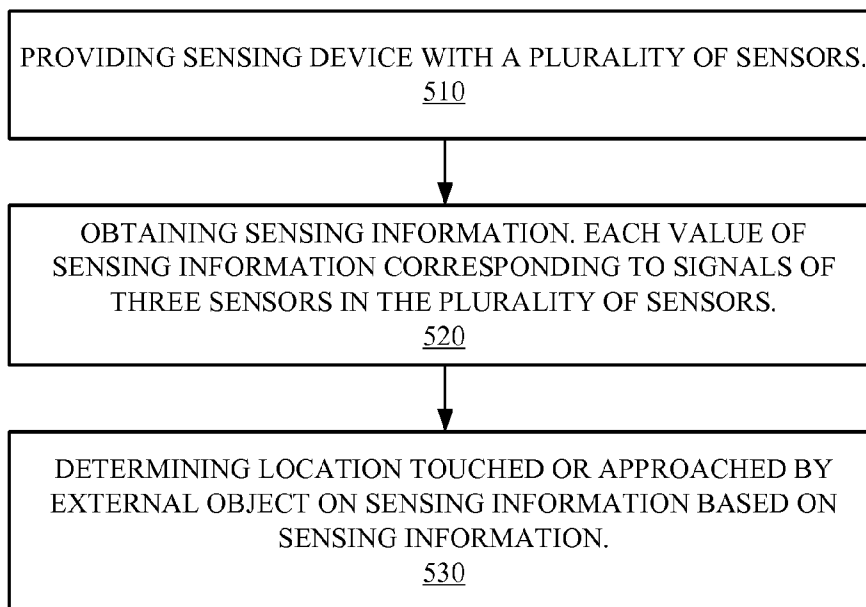 PROVIDING SENSING DEVICE WITH A PLURALITY OF SENSORS.
510
OBTAINING SENSING INFORMATION. EACH VALUE OF
SENSING INFORMATION CORRESPONDING TO SIGNALS OF
THREE SENSORS IN THE PLURALITY OF SENSORS.
520
DETERMINING LOCATION TOUCHED OR APPROACHED BY
EXTERNAL OBJECT ON SENSING INFORMATION BASED ON
SENSING INFORMATION.
530